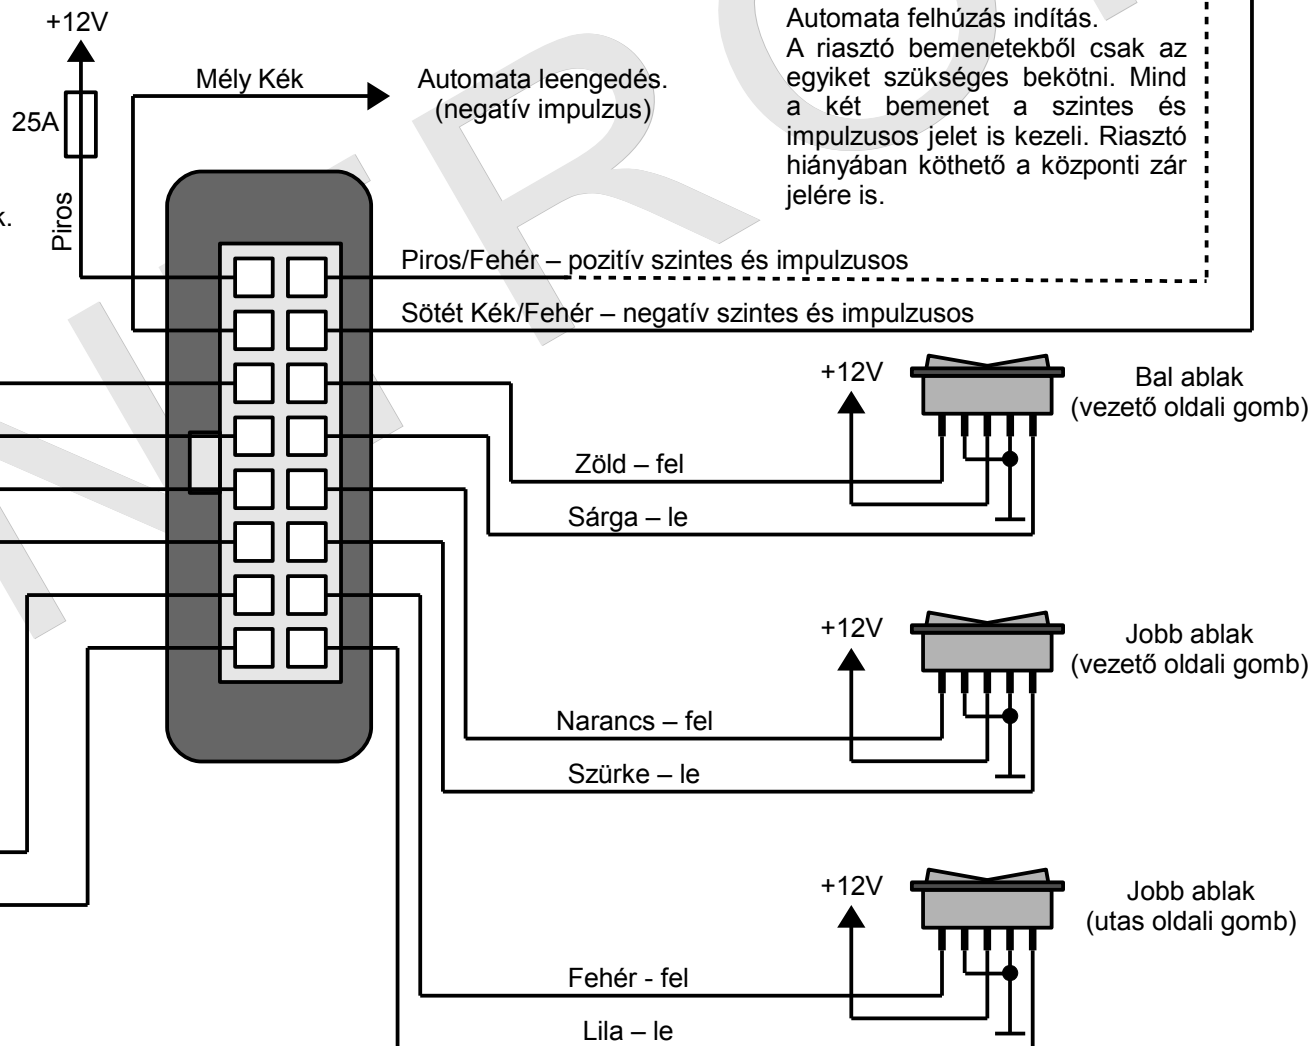 +12V
25A
Piros
k.
Mély Kék
Automata leengedés.
(negatív impulzus)
Automata felhúzás indítás.
A riasztó bemenetekből csak az
egyiket szükséges bekötni. Mind
a két bemenet a szintes és
impulzusos jelet is kezeli. Riasztó
hiányában köthető a központi zár
jelére is.
Piros/Fehér – pozitív szintes és impulzusos
Sötét Kék/Fehér – negatív szintes és impulzusos
+12V
Bal ablak
(vezető oldali gomb)
Zöld – fel
Sárga – le
+12V
Jobb ablak
(vezető oldali gomb)
Narancs – fel
Szürke – le
+12V
Jobb ablak
(utas oldali gomb)
Fehér - fel
Lila – le